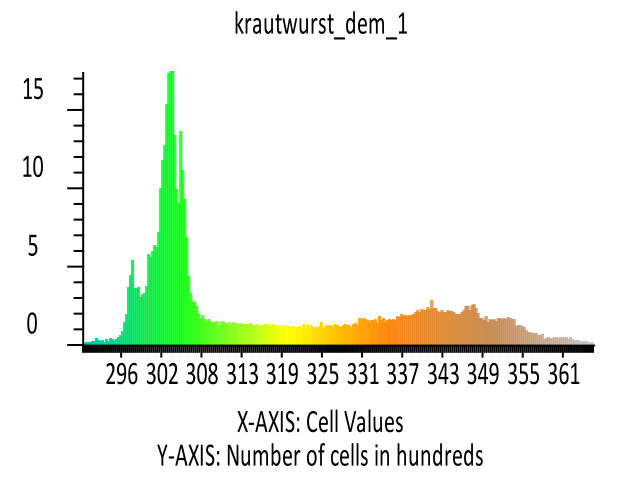 krautwurst_dem_1
15
10
5
0
296 302 308 313 319 325 331 337 343 349 355 361
X-AXIS: Cell Values
Y-AXIS: Number of cells in hundreds